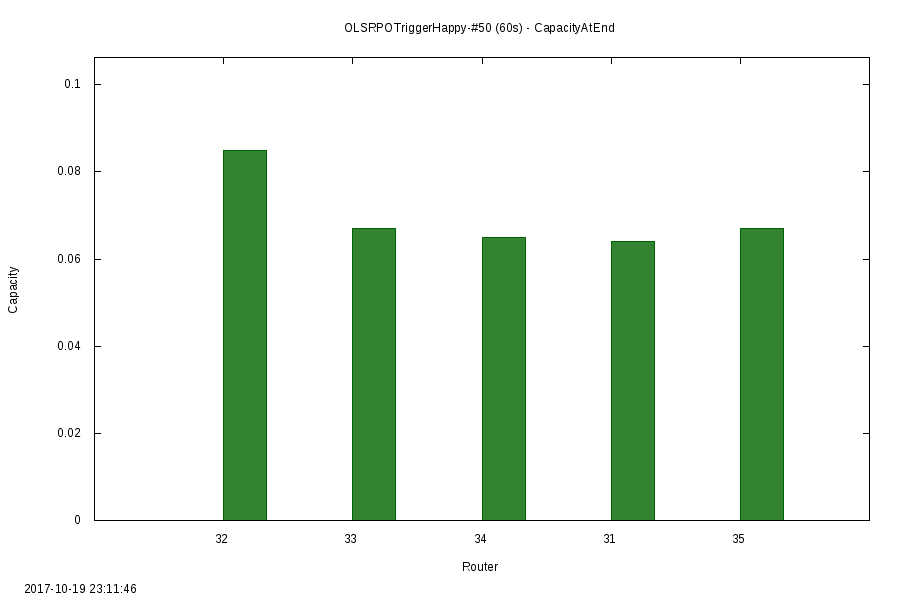 OLSRPOTriggerHappy-#50 (60s) - CapacityAtEnd
0.1
0.08
0.06
0.04
0.02
0
Capacity
32 33 34 31 35
Router
2017-10-19 23:11:46